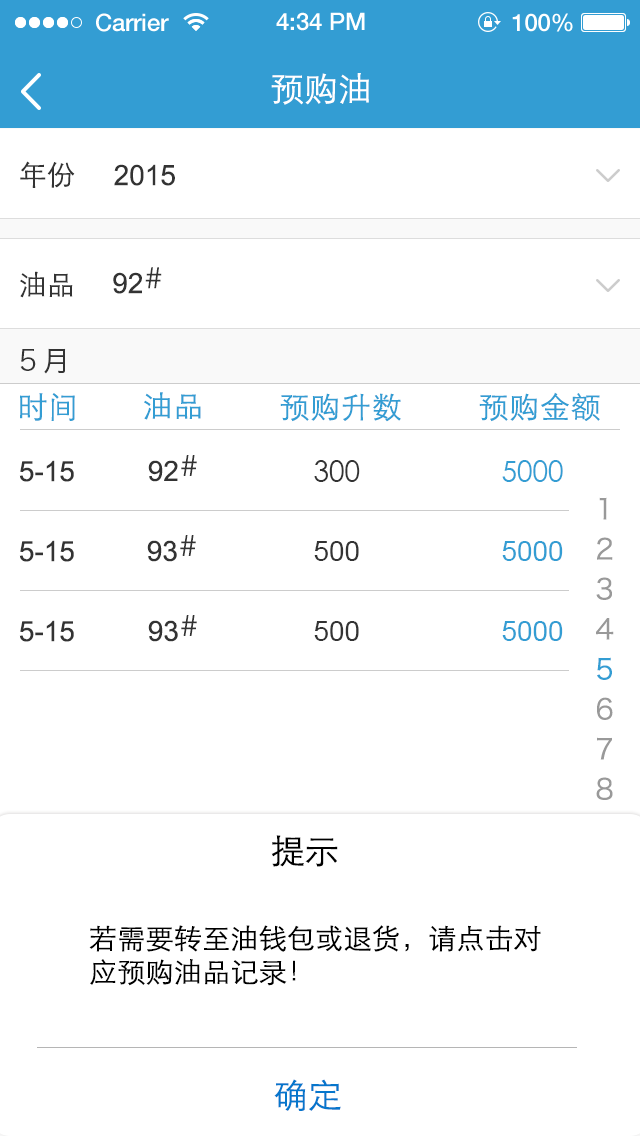 Carrier 4:34 PM 100%
预购油
年份 2015
油品 92#
5月
时间 油品 预购升数 预购金额
5-15 92# 300 5000
5-15 93# 500 5000
5-15 93# 500 5000
1
2
3
4
5
6
7
8
提示
若需要转至油钱包或退货，请点击对
应预购油品记录！
确定